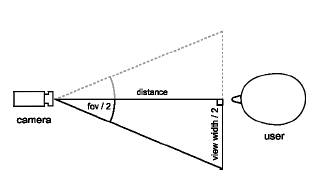 distance
fov / 2
camera
view width / 2
user